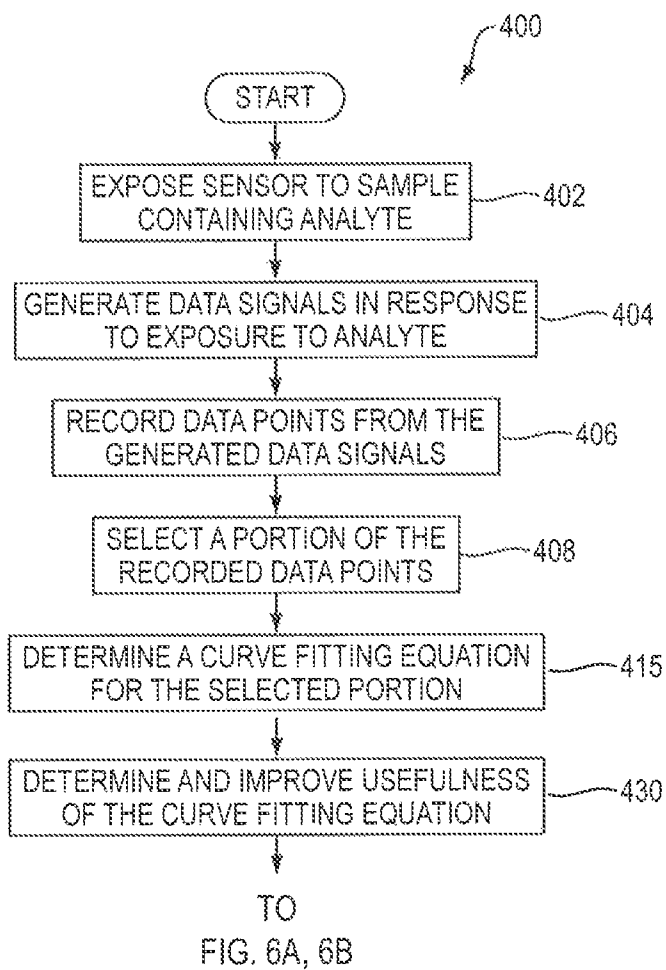 400
START
EXPOSE SENSOR TO SAMPLE
CONTAINING ANALYTE
402
GENERATE DATA SIGNALS IN RESPONSE
TO EXPOSURE TO ANALYTE
404
RECORD DATA POINTS FROM THE
GENERATED DATA SIGNALS
406
SELECT A PORTION OF THE
RECORDED DATA POINTS
408
DETERMINE A CURVE FITTING EQUATION
FOR THE SELECTED PORTION
415
DETERMINE AND IMPROVE USEFULNESS
OF THE CURVE FITTING EQUATION
430
TO
FIG. 6A, 6B